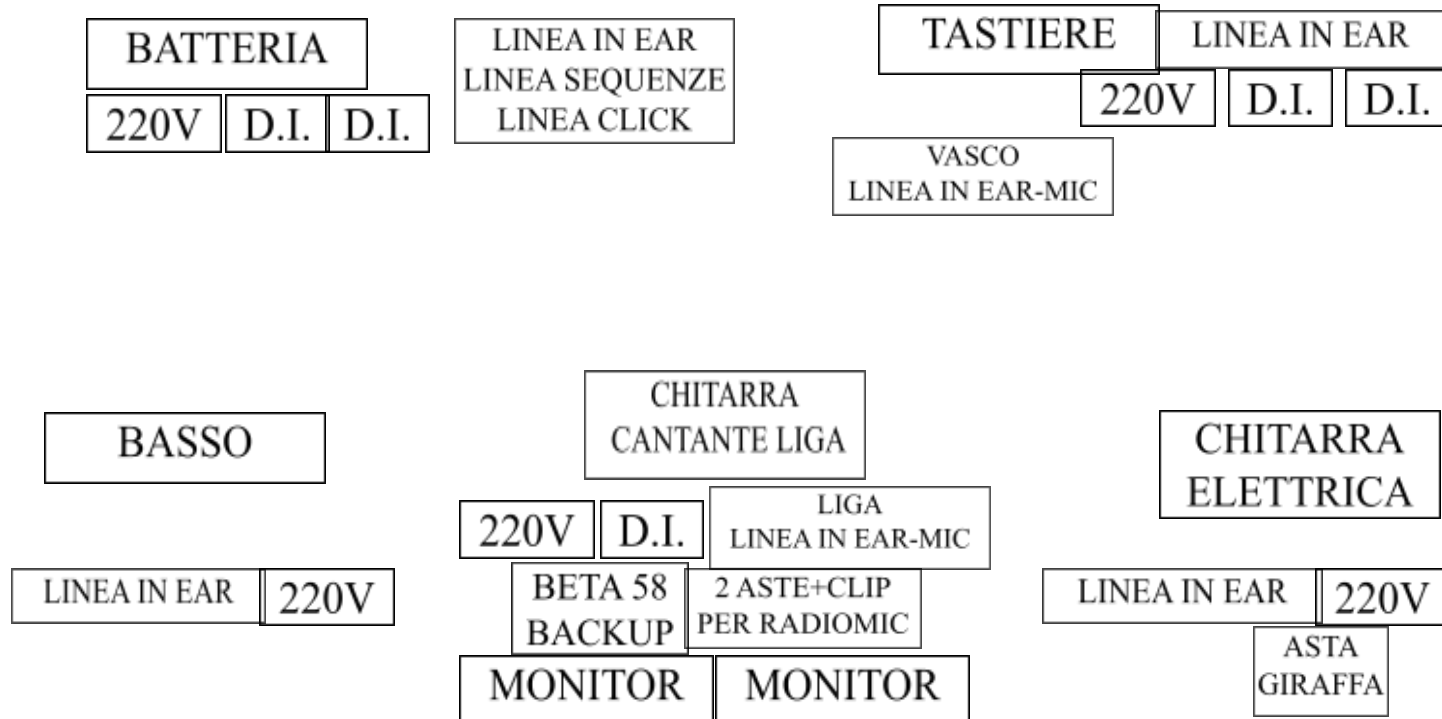 BATTERIA
220V D.I. D.I.
LINEA IN EAR
LINEA SEQUENZE
LINEA CLICK
TASTIERE
LINEA IN EAR
220V D.I. D.I.
VASCO
LINEA IN EAR-MIC
BASSO
LINEA IN EAR 220V
CHITARRA
CANTANTE LIGA
220V D.I.
LIGA
LINEA IN EAR-MIC
BETA 58
BACKUP
2 ASTE+CLIP
PER RADIOMIC
MONITOR MONITOR
CHITARRA
ELETTRICA
LINEA IN EAR 220V
ASTA
GIRAFFA